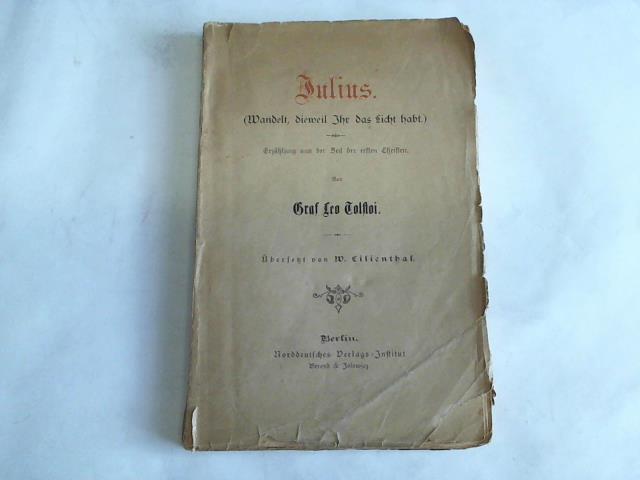 Julius.
(Wandelt, dieweil Ihr das Licht habt.)
Erzählung aus der Zeit der ersten Christen.
Von
Graf Leo Tolstoi.
Übersetzt von W. Lilienthal.
Berlin.
Norddeutsches Verlags-Institut
Berend & Jolowicz